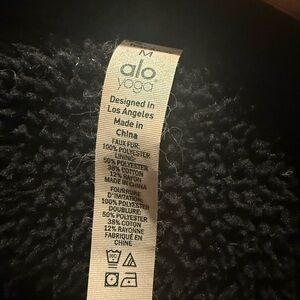 M
alo
yoga
Designed in
Los Angeles
Made in
China
FAUX FUR:
100% POLYESTER
LINING:
50% POLYESTER
38% COTTON
12% RAYON
MADE IN CHINA
FOURRURE
D'IMITATION:
100% POLYESTER
DOUBLURE:
50% POLYESTER
38% COTON
12% RAYONNE
FABRIQUÉ EN
CHINE